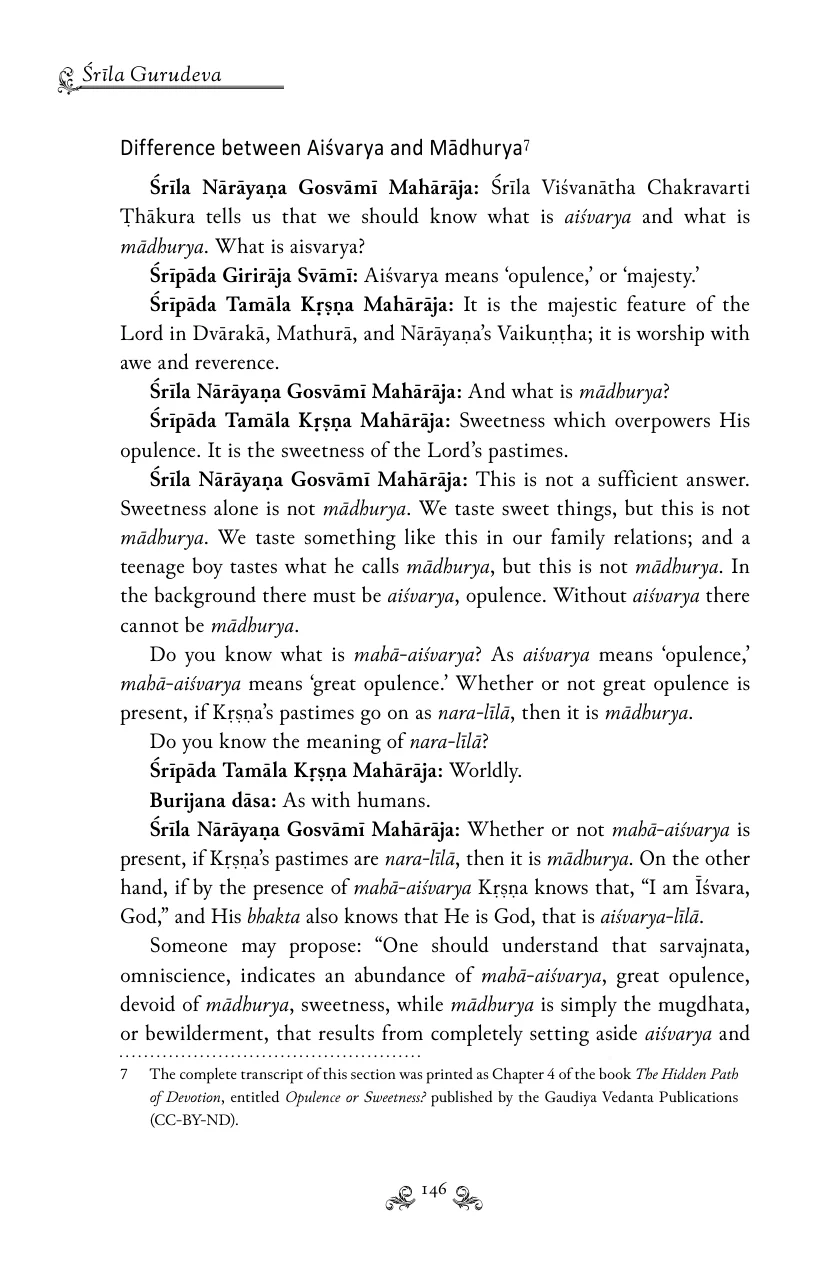 Śrīla Gurudeva
Difference between Aiśvarya and Mādhurya7
Śrīla Nārāyaṇa Gosvāmī Mahārāja: Śrīla Viśvanātha Chakravarti
Ṭhākura tells us that we should know what is aiśvarya and what is
mādhurya. What is aisvarya?
Śrīpāda Girirāja Svāmī: Aiśvarya means ‘opulence,’ or ‘majesty.’
Śrīpāda Tamāla Kṛṣṇa Mahārāja: It is the majestic feature of the
Lord in Dvārakā, Mathurā, and Nārāyaṇa’s Vaikuṇṭha; it is worship with
awe and reverence.
Śrīla Nārāyaṇa Gosvāmī Mahārāja: And what is mādhurya?
Śrīpāda Tamāla Kṛṣṇa Mahārāja: Sweetness which overpowers His
opulence. It is the sweetness of the Lord’s pastimes.
Śrīla Nārāyaṇa Gosvāmī Mahārāja: This is not a sufficient answer.
Sweetness alone is not mādhurya. We taste sweet things, but this is not
mādhurya. We taste something like this in our family relations; and a
teenage boy tastes what he calls mādhurya, but this is not mādhurya. In
the background there must be aiśvarya, opulence. Without aiśvarya there
cannot be mādhurya.
Do you know what is mahā-aiśvarya? As aiśvarya means ‘opulence,’
mahā-aiśvarya means ‘great opulence.’ Whether or not great opulence is
present, if Kṛṣṇa’s pastimes go on as nara-līlā, then it is mādhurya.
Do you know the meaning of nara-līlā?
Śrīpāda Tamāla Kṛṣṇa Mahārāja: Worldly.
Burijana dāsa: As with humans.
Śrīla Nārāyaṇa Gosvāmī Mahārāja: Whether or not mahā-aiśvarya is
present, if Kṛṣṇa’s pastimes are nara-līlā, then it is mādhurya. On the other
hand, if by the presence of mahā-aiśvarya Kṛṣṇa knows that, “I am Īśvara,
God,” and His bhakta also knows that He is God, that is aiśvarya-līlā.
Someone may propose: “One should understand that sarvajnata,
omniscience, indicates an abundance of mahā-aiśvarya, great opulence,
devoid of mādhurya, sweetness, while mādhurya is simply the mugdhata,
or bewilderment, that results from completely setting aside aiśvarya and
7 The complete transcript of this section was printed as Chapter 4 of the book The Hidden Path
of Devotion, entitled Opulence or Sweetness? published by the Gaudiya Vedanta Publications
(CC-BY-ND).
146